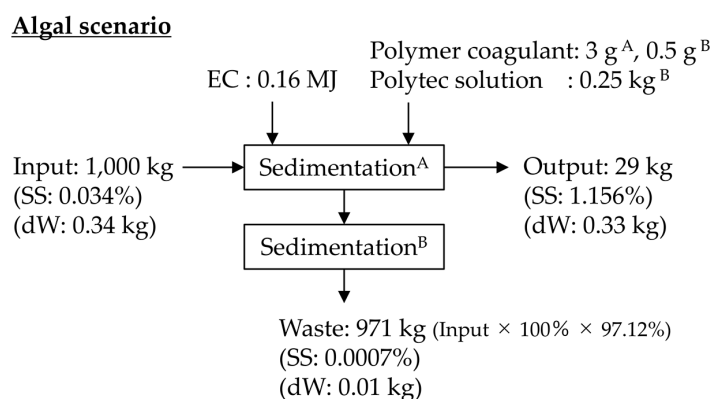 Algal scenario
Polymer coagulant: 3 g A, 0.5 g B
EC : 0.16 MJ Polytec solution : 0.25 kg B
Input: 1,000 kg
(SS: 0.034%)
(dW: 0.34 kg)
Sedimentation A
Output: 29 kg
(SS: 1.156%)
(dW: 0.33 kg)
Sedimentation B
Waste: 971 kg (Input × 100% × 97.12%)
(SS: 0.0007%)
(dW: 0.01 kg)